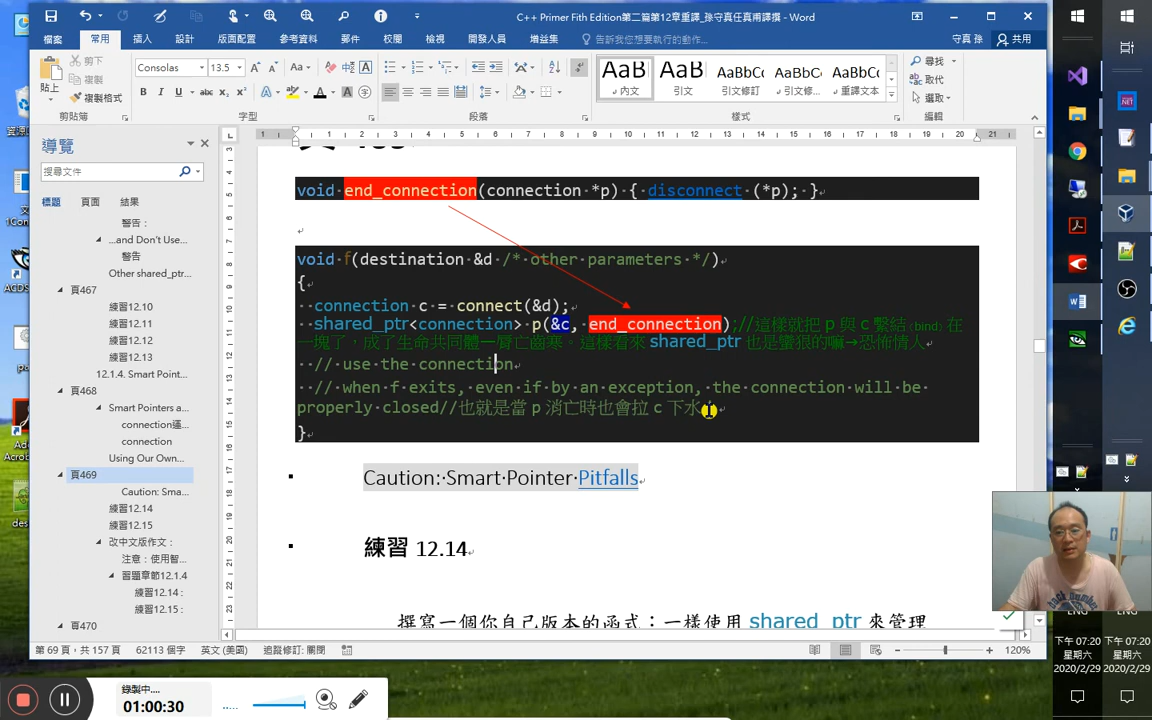 C++ Primer Fith Edition第二篇第12章重譯_孫守真任真甫譯撰 - Word
檔案 常用 插入 設計 版面配置 參考資料 郵件 校閱 檢視 開發人員 增益集 告訴我您想要執行的動作... 守真 孫 共用
貼上 剪下 複製 複製格式
Consolas 13.5
AaB AaB AaBbCc AaBbCc AaBbCc
內文 引文 引文修訂 引文修... 重譯文本
尋找 取代 選取
剪貼簿 字型 段落 樣式 編輯
導覽
搜尋文件
標題 頁面 結果
警告：
...and Don't Use...
警告
Other shared_ptr...
頁467
練習12.10
練習12.11
練習12.12
練習12.13
12.1.4. Smart Point...
頁468
Smart Pointers a...
connection運...
connection
Using Our Own...
頁469
Caution: Sma...
練習12.14
練習12.15
改中文版作文：
注意：使用智...
習題章節12.1.4
練習12.14：
練習12.15：
頁470
void end_connection(connection *p) { disconnect (*p); }
void f(destination &d /* other parameters */)
{
connection c = connect(&d);
shared_ptr<connection> p(&c, end_connection);//這樣就把 p 與 c 繫結(bind) 在
一塊了，成了生命共同體─脣亡齒寒。這樣看來 shared_ptr 也是蠻狠的嘛→恐怖情人
// use the connection
// when f exits, even if by an exception, the connection will be
properly closed//也就是當 p 消亡時也會拉 c 下水
}
Caution: Smart Pointer Pitfalls
練習 12.14
撰寫一個你自己版本的函式：一樣使用 shared_ptr 來管理
第 69 頁，共 157 頁 62113 個字 英文 (美國) 追蹤修訂: 關閉 120%
錄製中....
01:00:30
ENG ENG
下午 07:20 下午 07:20
星期六 星期六
2020/2/29 2020/2/29